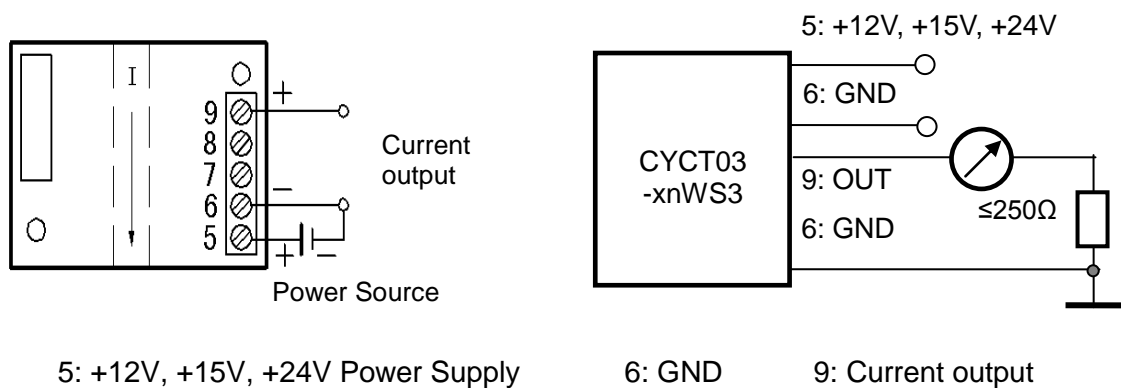 I
9
8
7
6
5
+
−
+
−
Current
output
Power Source
5: +12V, +15V, +24V
6: GND
CYCT03
-xnWS3
9: OUT
≤250Ω
6: GND
5: +12V, +15V, +24V Power Supply 6: GND 9: Current output